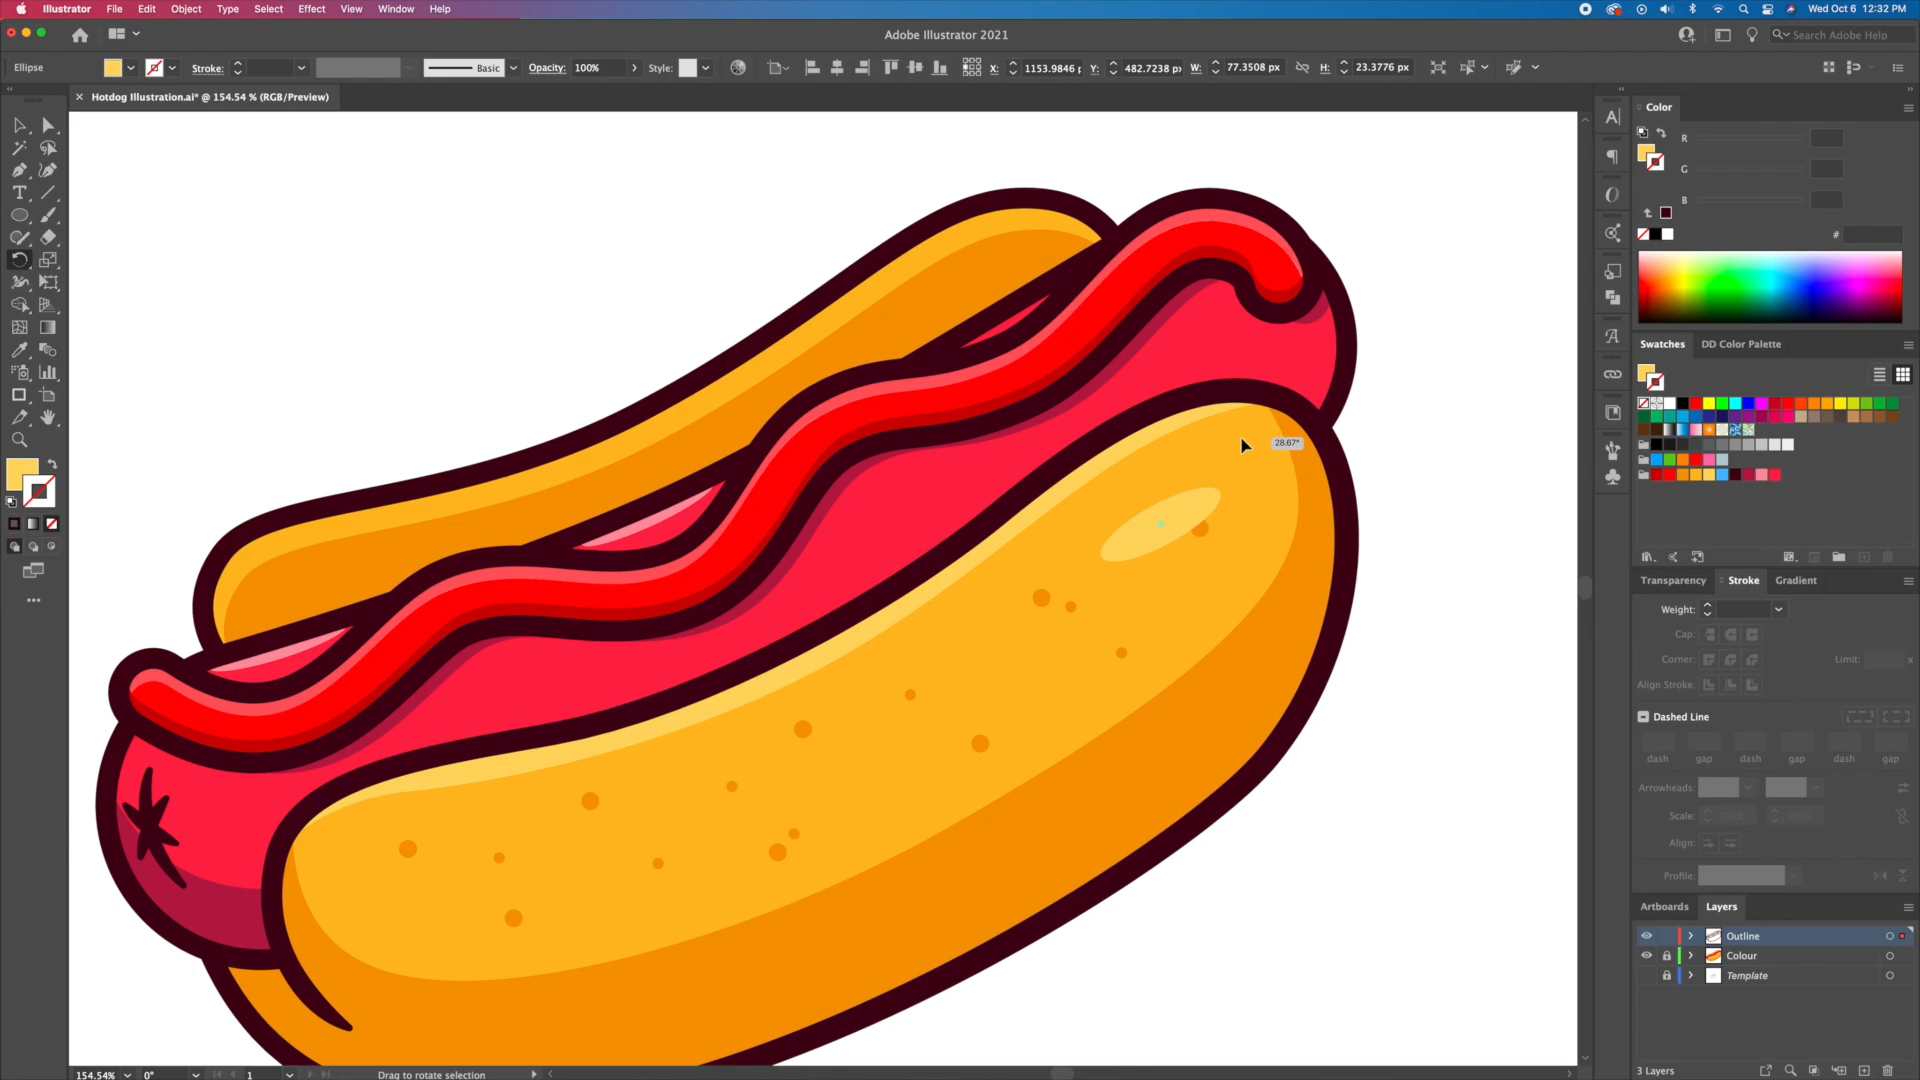 Illustrator File Edit Object Type Select Effect View Window Help
Wed Oct 6 12:32 PM
Adobe Illustrator 2021
Search Adobe Help
Ellipse
Stroke:
Basic
Opacity: 100%
Style:
X: 1153.9846 p
Y: 482.7238 px
W: 77.3508 px
H: 23.3776 px
Hotdog Illustration.ai* @ 154.54 % (RGB/Preview)
28.67°
Color
R
G
B
#
Swatches DD Color Palette
Transparency Stroke Gradient
Weight:
Cap:
Corner: Limit: x
Align Stroke:
Dashed Line
dash gap dash gap dash gap
Arrowheads:
Scale: 100% 100%
Align:
Profile:
Artboards Layers
Outline
Colour
Template
3 Layers
154.54% 0° 1 Drag to rotate selection